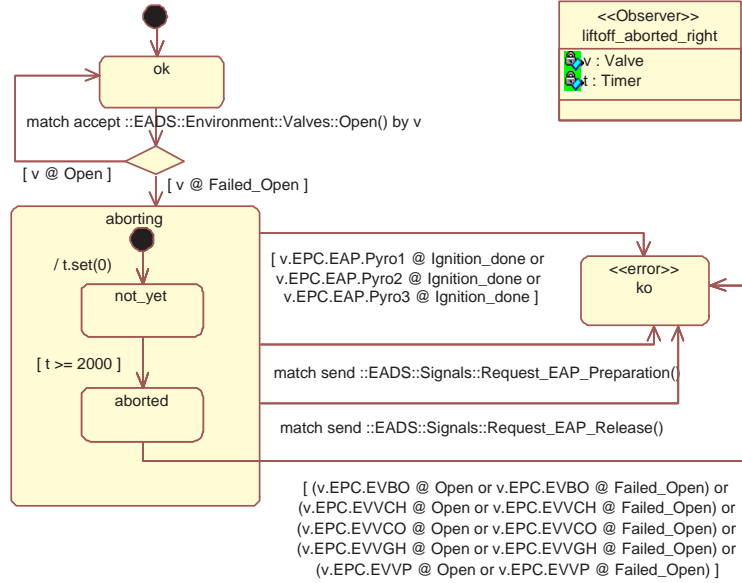 <<Observer>>
liftoff_aborted_right
v : Valve
t : Timer
ok
match accept ::EADS::Environment::Valves::Open() by v
[ v @ Open ]
[ v @ Failed_Open ]
aborting
/ t.set(0)
not_yet
[ t >= 2000 ]
aborted
[ v.EPC.EAP.Pyro1 @ Ignition_done or
v.EPC.EAP.Pyro2 @ Ignition_done or
v.EPC.EAP.Pyro3 @ Ignition_done ]
<<error>>
ko
match send ::EADS::Signals::Request_EAP_Preparation()
match send ::EADS::Signals::Request_EAP_Release()
[ (v.EPC.EVBO @ Open or v.EPC.EVBO @ Failed_Open) or
(v.EPC.EVVCH @ Open or v.EPC.EVVCH @ Failed_Open) or
(v.EPC.EVVCO @ Open or v.EPC.EVVCO @ Failed_Open) or
(v.EPC.EVVGH @ Open or v.EPC.EVVGH @ Failed_Open) or
(v.EPC.EVVP @ Open or v.EPC.EVVP @ Failed_Open) ]